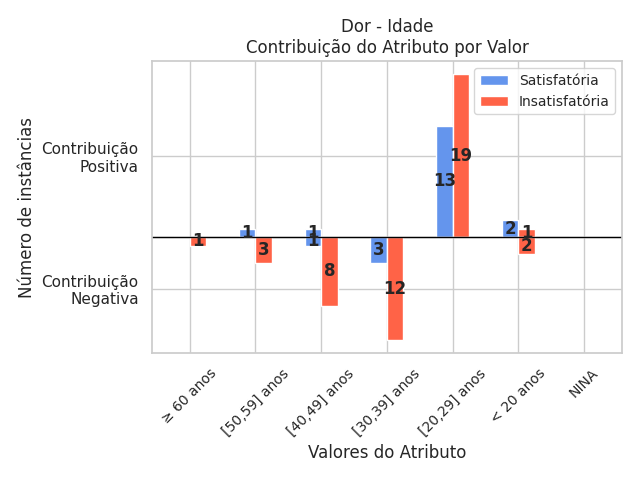 Dor - Idade
Contribuição do Atributo por Valor
Satisfatória
Insatisfatória
Número de instâncias
Contribuição
Positiva
Contribuição
Negativa
1
1
3
1
1
8
3
12
13
19
2
1
2
≥ 60 anos
[50,59] anos
[40,49] anos
[30,39] anos
[20,29] anos
< 20 anos
NINA
Valores do Atributo